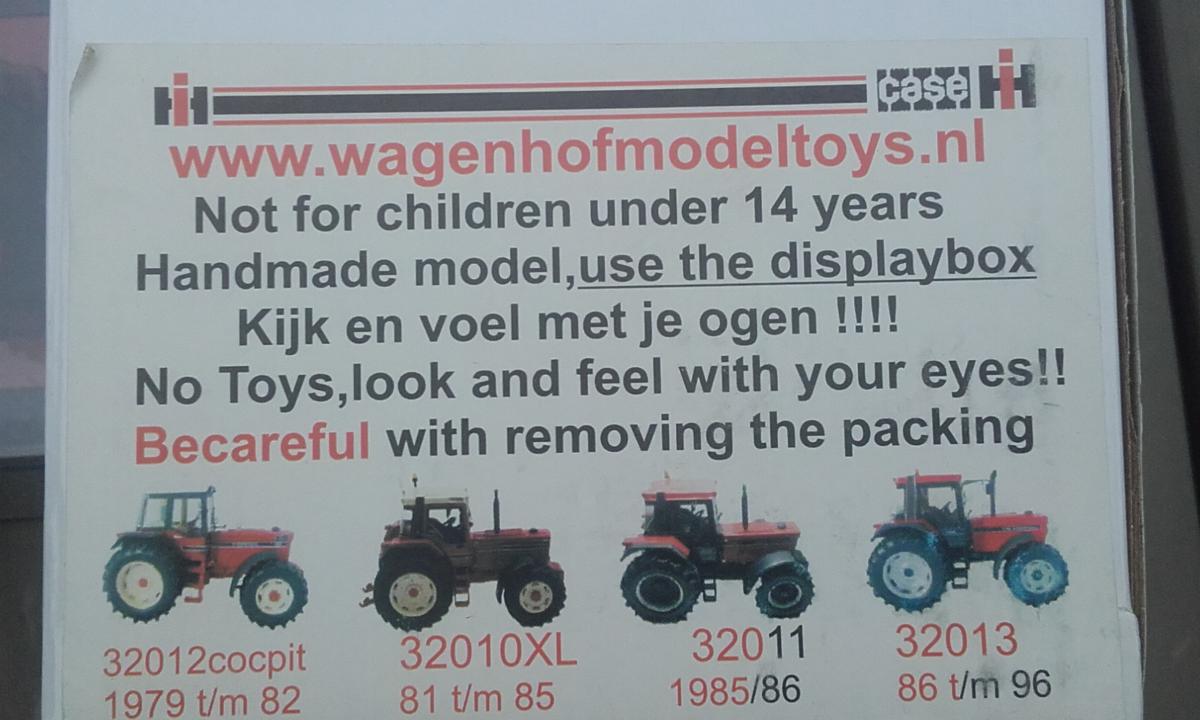 IH case IH
www.wagenhofmodeltoys.nl
Not for children under 14 years
Handmade model,use the displaybox
Kijk en voel met je ogen !!!!
No Toys,look and feel with your eyes!!
Becareful with removing the packing
32012cocpit 32010XL 32011 32013
1979 t/m 82 81 t/m 85 1985/86 86 t/m 96